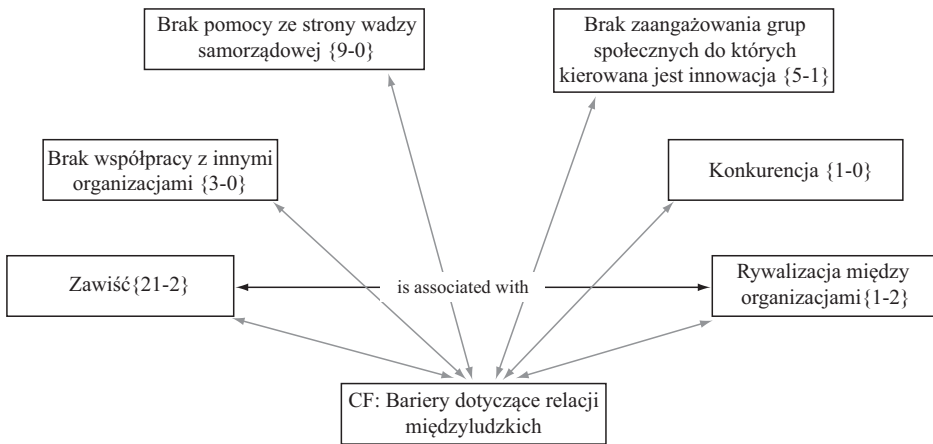 Brak pomocy ze strony wadzy
samorządowej {9-0}
Brak zaangażowania grup
społecznych do których
kierowana jest innowacja {5-1}
Brak współpracy z innymi
organizacjami {3-0}
Konkurencja {1-0}
Zawiść{21-2}
is associated with
Rywalizacja między
organizacjami{1-2}
CF: Bariery dotyczące relacji
międzyludzkich